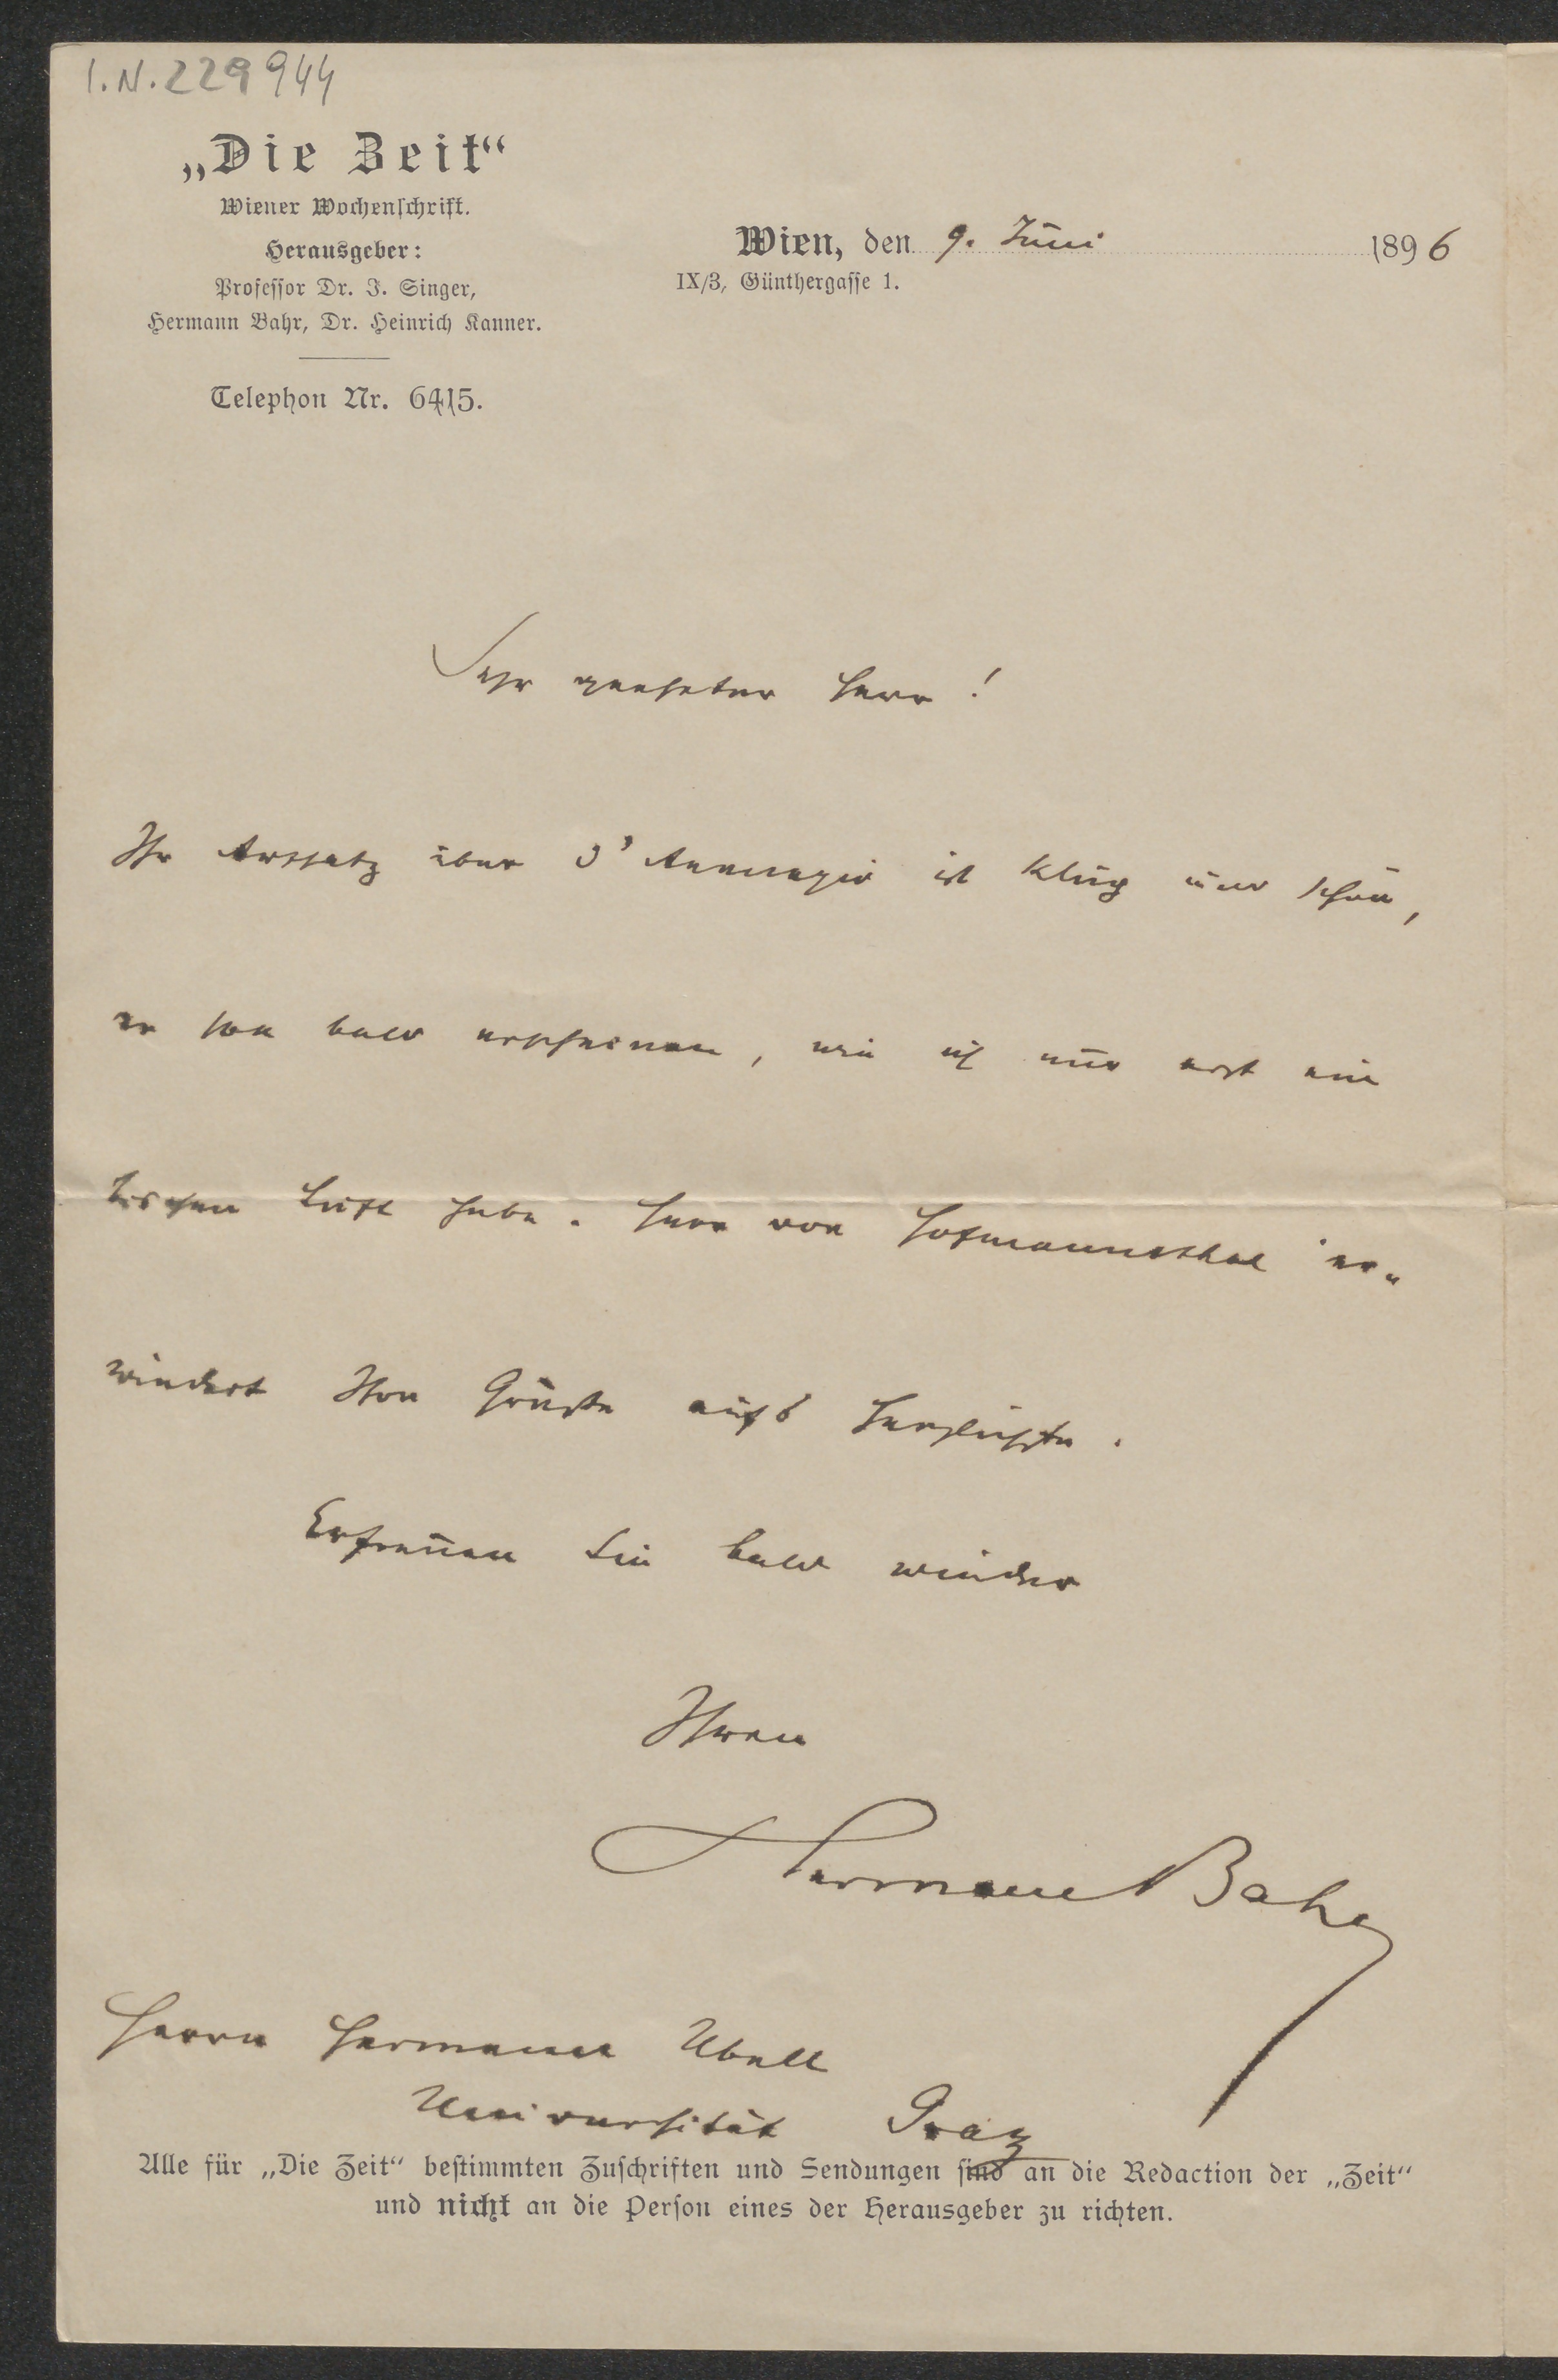 I.N. 229944
„Die Zeit“
Wiener Wochenschrift.
Herausgeber:
Professor Dr. I. Singer,
Hermann Bahr, Dr. Heinrich Kanner.
Telephon Nr. 6415.
Wien, den 9. Juni 1896
IX/3, Günthergasse 1.
Sehr geehrter Herr!
Ihr Aufsatz über d'Annunzio ist klug und schön,
er soll bald erscheinen, wie ich nur erst ein
bischen Luft habe. Herr von Hofmannsthal er-
widert Ihre Grüße aufs herzlichste.
Erfreuen Sie bald wieder
Ihren
Hermann Bahr
Herrn Hermann Ubell
Universität Graz
Alle für „Die Zeit“ bestimmten Zuschriften und Sendungen sind an die Redaction der „Zeit“
und nicht an die Person eines der Herausgeber zu richten.